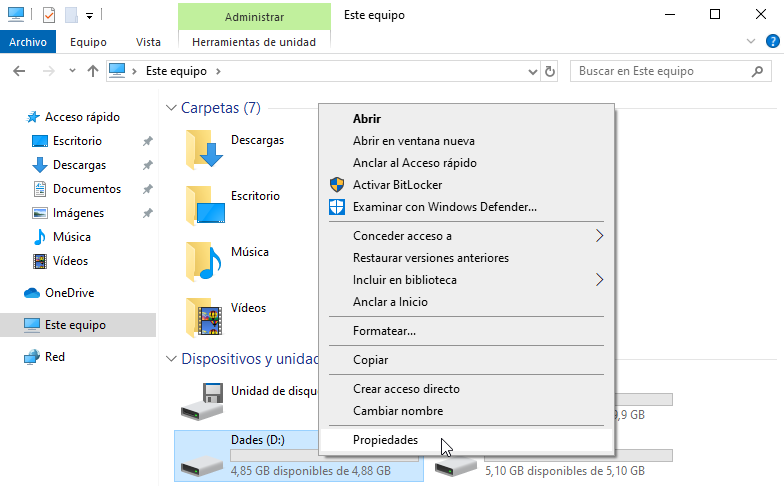 Administrar
Este equipo
Archivo
Equipo
Vista
Herramientas de unidad
Este equipo
Buscar en Este equipo
Acceso rápido
Escritorio
Descargas
Documentos
Imágenes
Música
Vídeos
OneDrive
Este equipo
Red
Carpetas (7)
Descargas
Escritorio
Música
Vídeos
Dispositivos y unidad
Unidad de disqu
9,9 GB
Dades (D:)
4,85 GB disponibles de 4,88 GB
5,10 GB disponibles de 5,10 GB
Abrir
Abrir en ventana nueva
Anclar al Acceso rápido
Activar BitLocker
Examinar con Windows Defender...
Conceder acceso a
Restaurar versiones anteriores
Incluir en biblioteca
Anclar a Inicio
Formatear...
Copiar
Crear acceso directo
Cambiar nombre
Propiedades